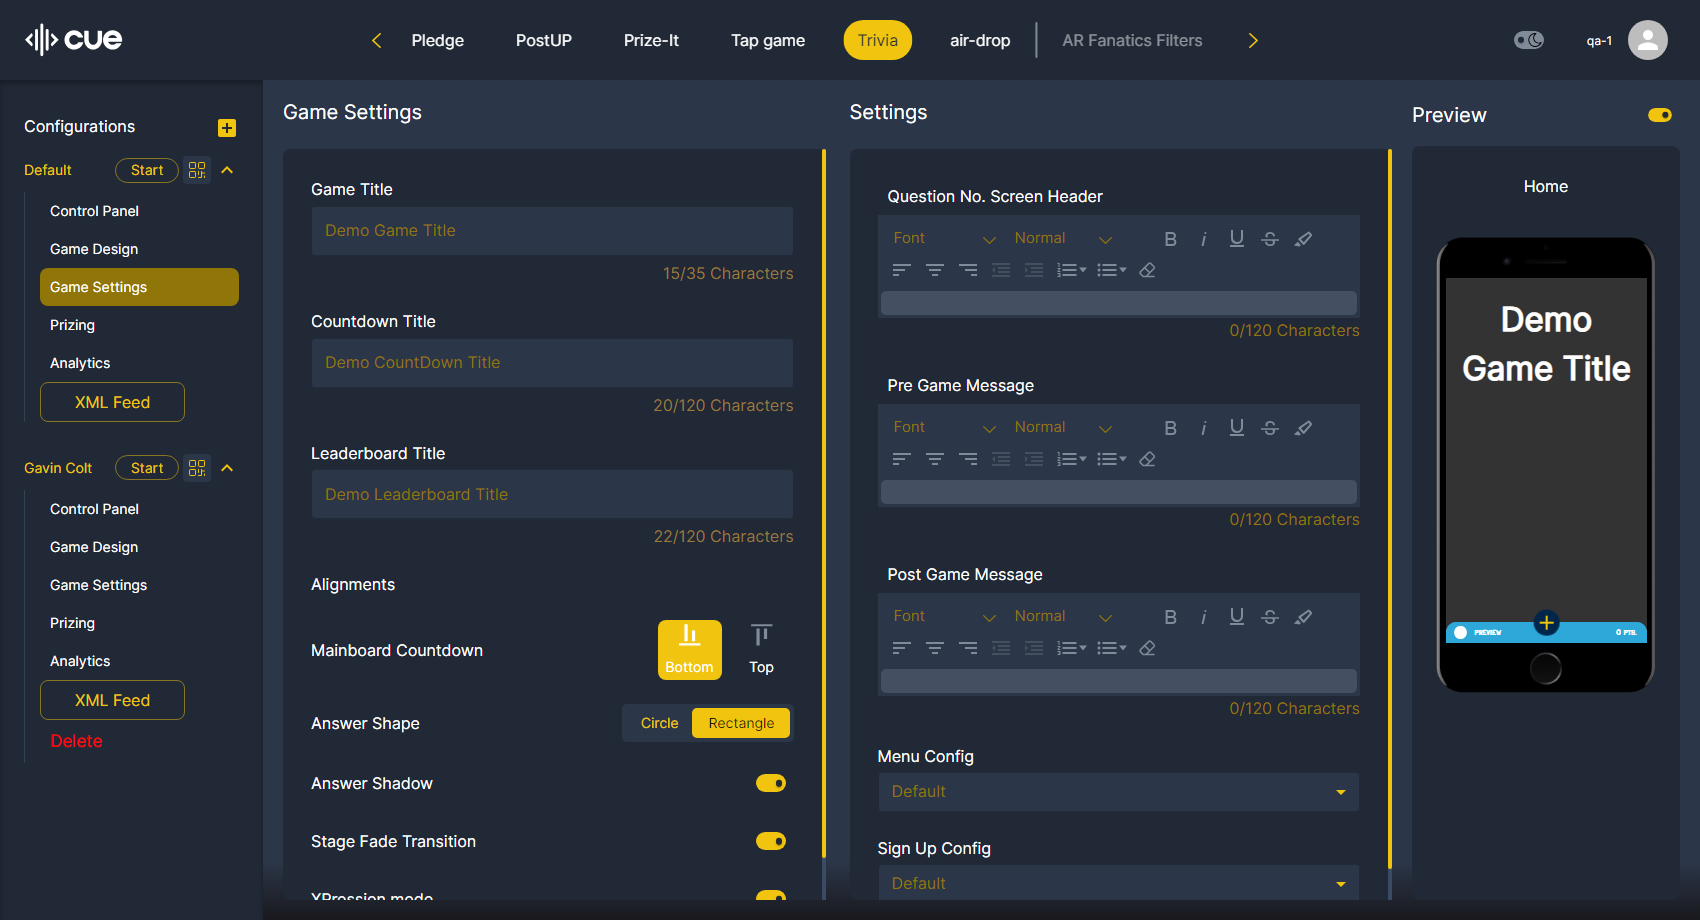 cue
Pledge
PostUP
Prize-It
Tap game
Trivia
air-drop
AR Fanatics Filters
qa-1
Configurations
Default
Start
Control Panel
Game Design
Game Settings
Prizing
Analytics
XML Feed
Gavin Colt
Start
Control Panel
Game Design
Game Settings
Prizing
Analytics
XML Feed
Delete
Game Settings
Game Title
Demo Game Title
15/35 Characters
Countdown Title
Demo CountDown Title
20/120 Characters
Leaderboard Title
Demo Leaderboard Title
22/120 Characters
Alignments
Mainboard Countdown
Bottom
Top
Answer Shape
Circle
Rectangle
Answer Shadow
Stage Fade Transition
XPression mode
Settings
Question No. Screen Header
Font
Normal
0/120 Characters
Pre Game Message
Font
Normal
0/120 Characters
Post Game Message
Font
Normal
0/120 Characters
Menu Config
Default
Sign Up Config
Default
Preview
Home
Demo
Game Title
PREVIEW
0 PTS.